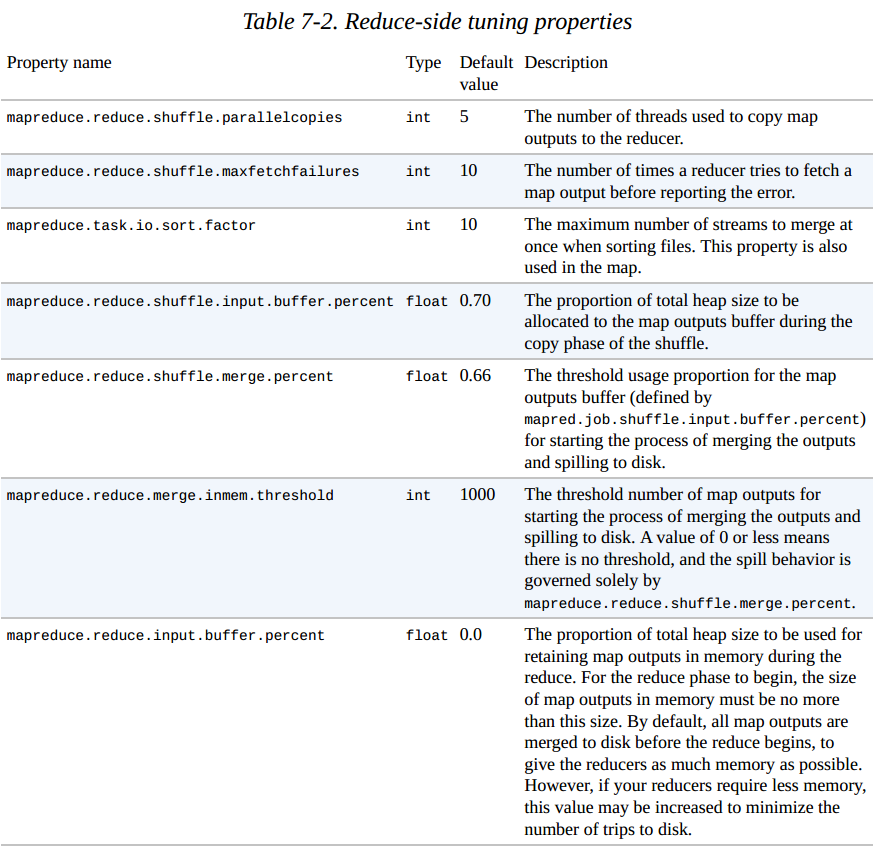 Table 7-2. Reduce-side tuning properties
Property name Type Default value Description
mapreduce.reduce.shuffle.parallelcopies int 5 The number of threads used to copy map
outputs to the reducer.
mapreduce.reduce.shuffle.maxfetchfailures int 10 The number of times a reducer tries to fetch a
map output before reporting the error.
mapreduce.task.io.sort.factor int 10 The maximum number of streams to merge at
once when sorting files. This property is also
used in the map.
mapreduce.reduce.shuffle.input.buffer.percent float 0.70 The proportion of total heap size to be
allocated to the map outputs buffer during the
copy phase of the shuffle.
mapreduce.reduce.shuffle.merge.percent float 0.66 The threshold usage proportion for the map
outputs buffer (defined by
mapred.job.shuffle.input.buffer.percent)
for starting the process of merging the outputs
and spilling to disk.
mapreduce.reduce.merge.inmem.threshold int 1000 The threshold number of map outputs for
starting the process of merging the outputs and
spilling to disk. A value of 0 or less means
there is no threshold, and the spill behavior is
governed solely by
mapreduce.reduce.shuffle.merge.percent.
mapreduce.reduce.input.buffer.percent float 0.0 The proportion of total heap size to be used for
retaining map outputs in memory during the
reduce. For the reduce phase to begin, the size
of map outputs in memory must be no more
than this size. By default, all map outputs are
merged to disk before the reduce begins, to
give the reducers as much memory as possible.
However, if your reducers require less memory,
this value may be increased to minimize the
number of trips to disk.